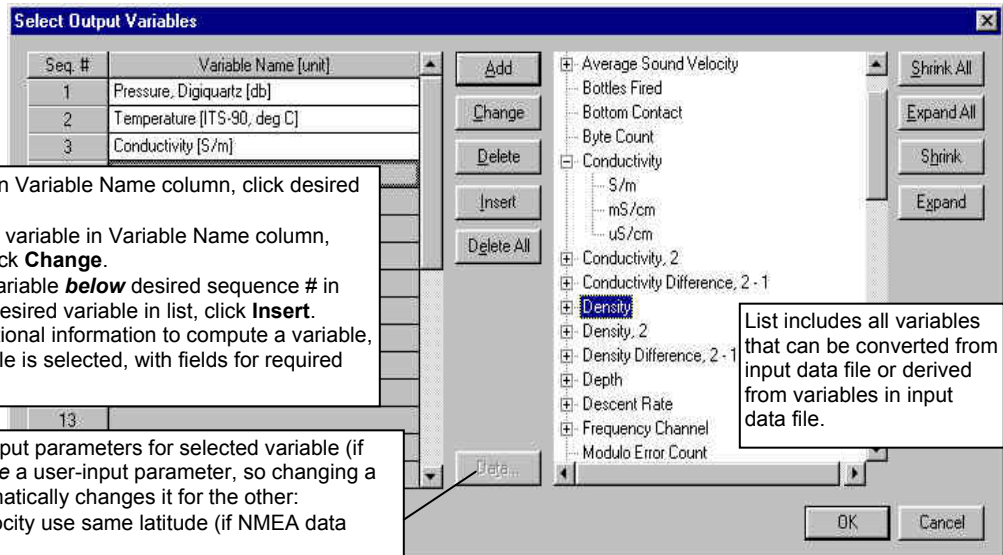 Select Output Variables
Seq. # Variable Name [unit]
1 Pressure, Digiquartz [db]
2 Temperature [ITS-90, deg C]
3 Conductivity [S/m]
n Variable Name column, click desired
variable in Variable Name column,
ck Change.
ariable below desired sequence # in
esired variable in list, click Insert.
tional information to compute a variable,
le is selected, with fields for required
13
put parameters for selected variable (if
e a user-input parameter, so changing a
matically changes it for the other:
ocity use same latitude (if NMEA data
Add
Change
Delete
Insert
Delete All
Data...
Average Sound Velocity
Bottles Fired
Bottom Contact
Byte Count
Conductivity
S/m
mS/cm
uS/cm
Conductivity, 2
Conductivity Difference, 2 - 1
Density
Density, 2
Density Difference, 2 - 1
Depth
Descent Rate
Frequency Channel
Modulo Error Count
List includes all variables
that can be converted from
input data file or derived
from variables in input
data file.
Shrink All
Expand All
Shrink
Expand
OK
Cancel